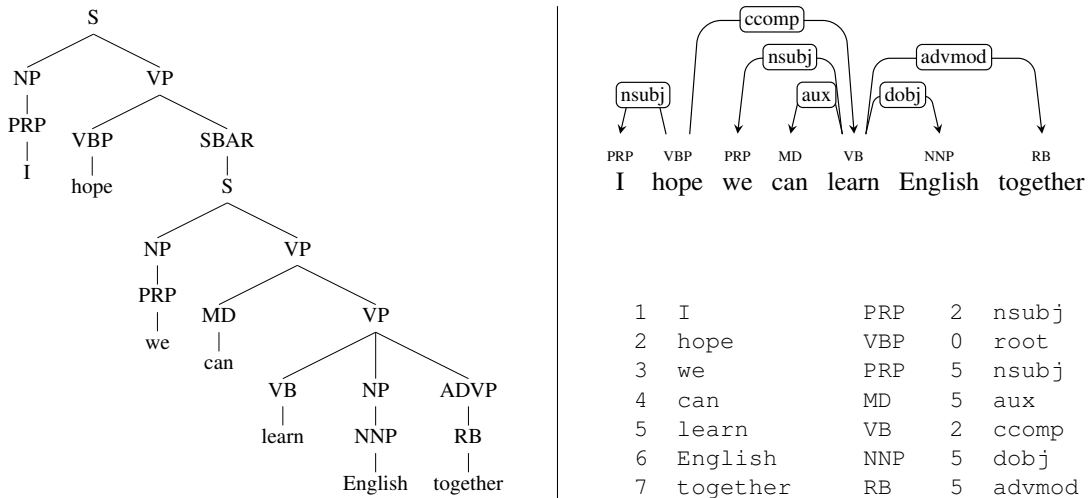 S
NP VP
PRP VBP SBAR
I hope S
NP VP
PRP MD VP
we can
VB NP ADVP
learn NNP RB
English together
ccomp
nsubj advmod
nsubj aux dobj
PRP VBP PRP MD VB NNP RB
I hope we can learn English together
1 I PRP 2 nsubj
2 hope VBP 0 root
3 we PRP 5 nsubj
4 can MD 5 aux
5 learn VB 2 ccomp
6 English NNP 5 dobj
7 together RB 5 advmod